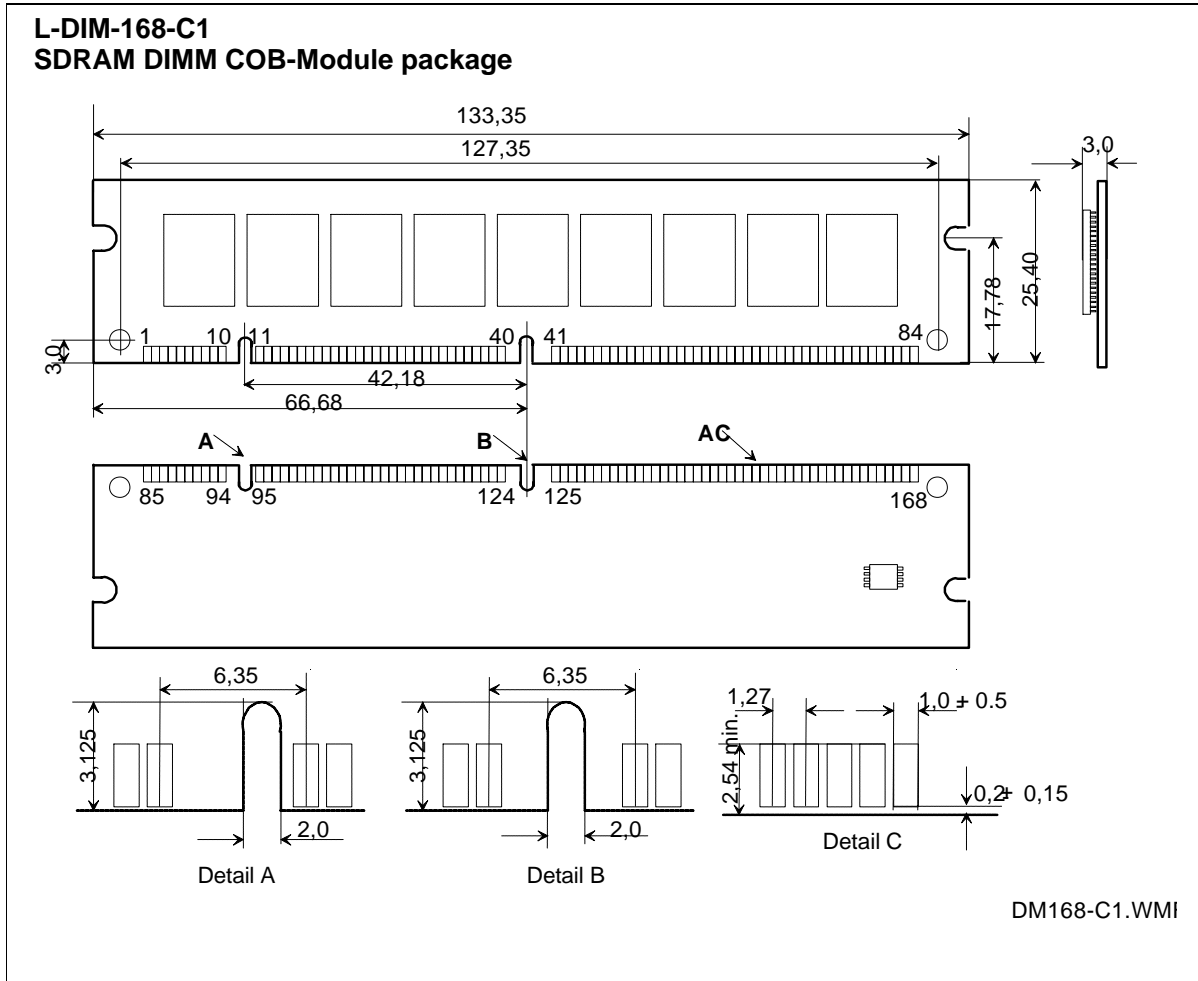 L-DIM-168-C1
SDRAM DIMM COB-Module package
133,35
127,35
3,0
17,78
25,40
1 10 11 40 41 84
3,0
42,18
66,68
A B AC
85 94 95 124 125 168
6,35
3,125
2,0
Detail A
6,35
3,125
2,0
Detail B
1,27
1,0 ± 0.5
2,54 min.
0,2± 0,15
Detail C
DM168-C1.WMF